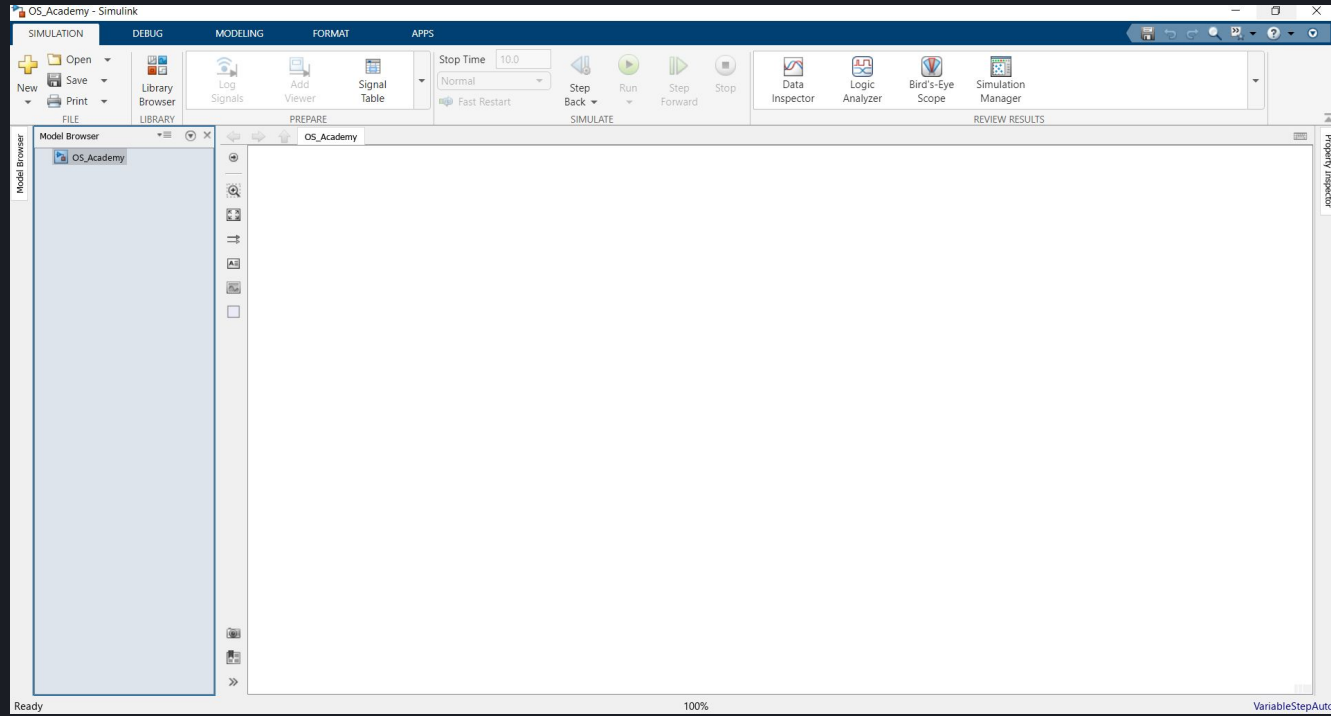 OS_Academy - Simulink
SIMULATION DEBUG MODELING FORMAT APPS
New
Open
Save
Print
FILE
Library Browser
LIBRARY
Log Signals
Add Viewer
Signal Table
PREPARE
Stop Time 10.0
Normal
Fast Restart
Step Back
Run
Step Forward
Stop
SIMULATE
Data Inspector
Logic Analyzer
Bird's-Eye Scope
Simulation Manager
REVIEW RESULTS
Model Browser
Model Browser
OS_Academy
OS_Academy
Property Inspector
Ready
100%
VariableStepAuto